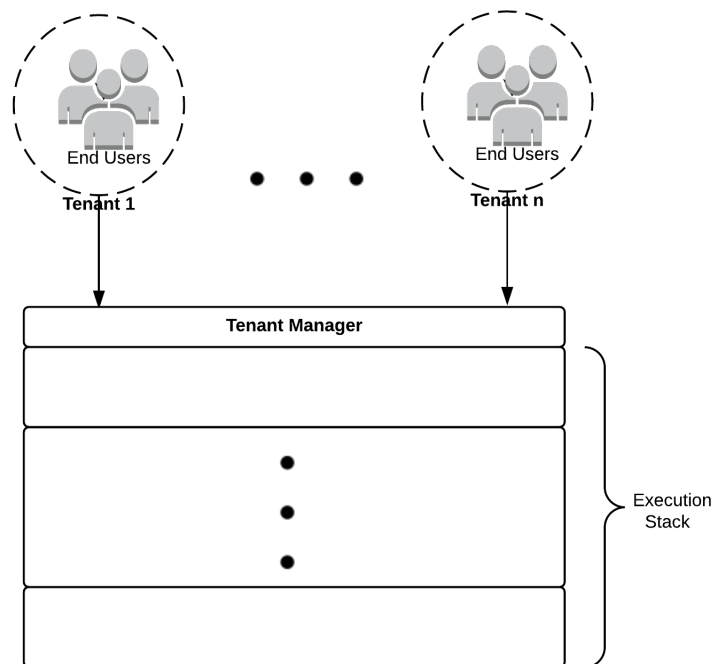 End Users
End Users
Tenant 1
Tenant n
Tenant Manager
Execution
Stack